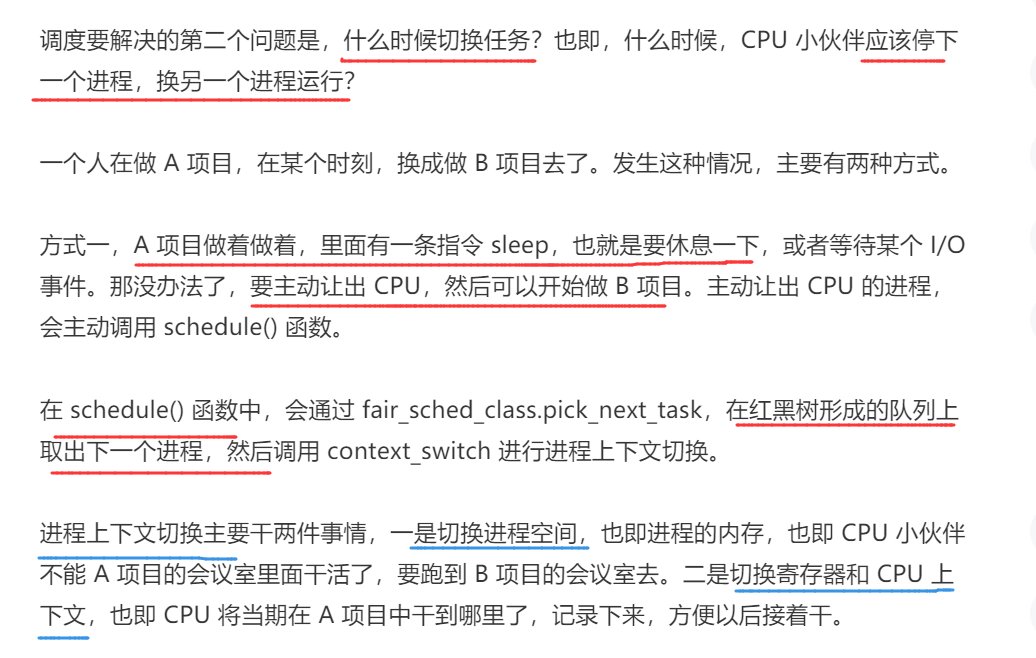 调度要解决的第二个问题是，什么时候切换任务？也即，什么时候，CPU 小伙伴应该停下
一个进程，换另一个进程运行？
一个人在做 A 项目，在某个时刻，换成做 B 项目去了。发生这种情况，主要有两种方式。
方式一，A 项目做着做着，里面有一条指令 sleep，也就是要休息一下，或者等待某个 I/O
事件。那没办法了，要主动让出 CPU，然后可以开始做 B 项目。主动让出 CPU 的进程，
会主动调用 schedule() 函数。
在 schedule() 函数中，会通过 fair_sched_class.pick_next_task，在红黑树形成的队列上
取出下一个进程，然后调用 context_switch 进行进程上下文切换。
进程上下文切换主要干两件事情，一是切换进程空间，也即进程的内存，也即 CPU 小伙伴
不能 A 项目的会议室里面干活了，要跑到 B 项目的会议室去。二是切换寄存器和 CPU 上
下文，也即 CPU 将当期在 A 项目中干到哪里了，记录下来，方便以后接着干。